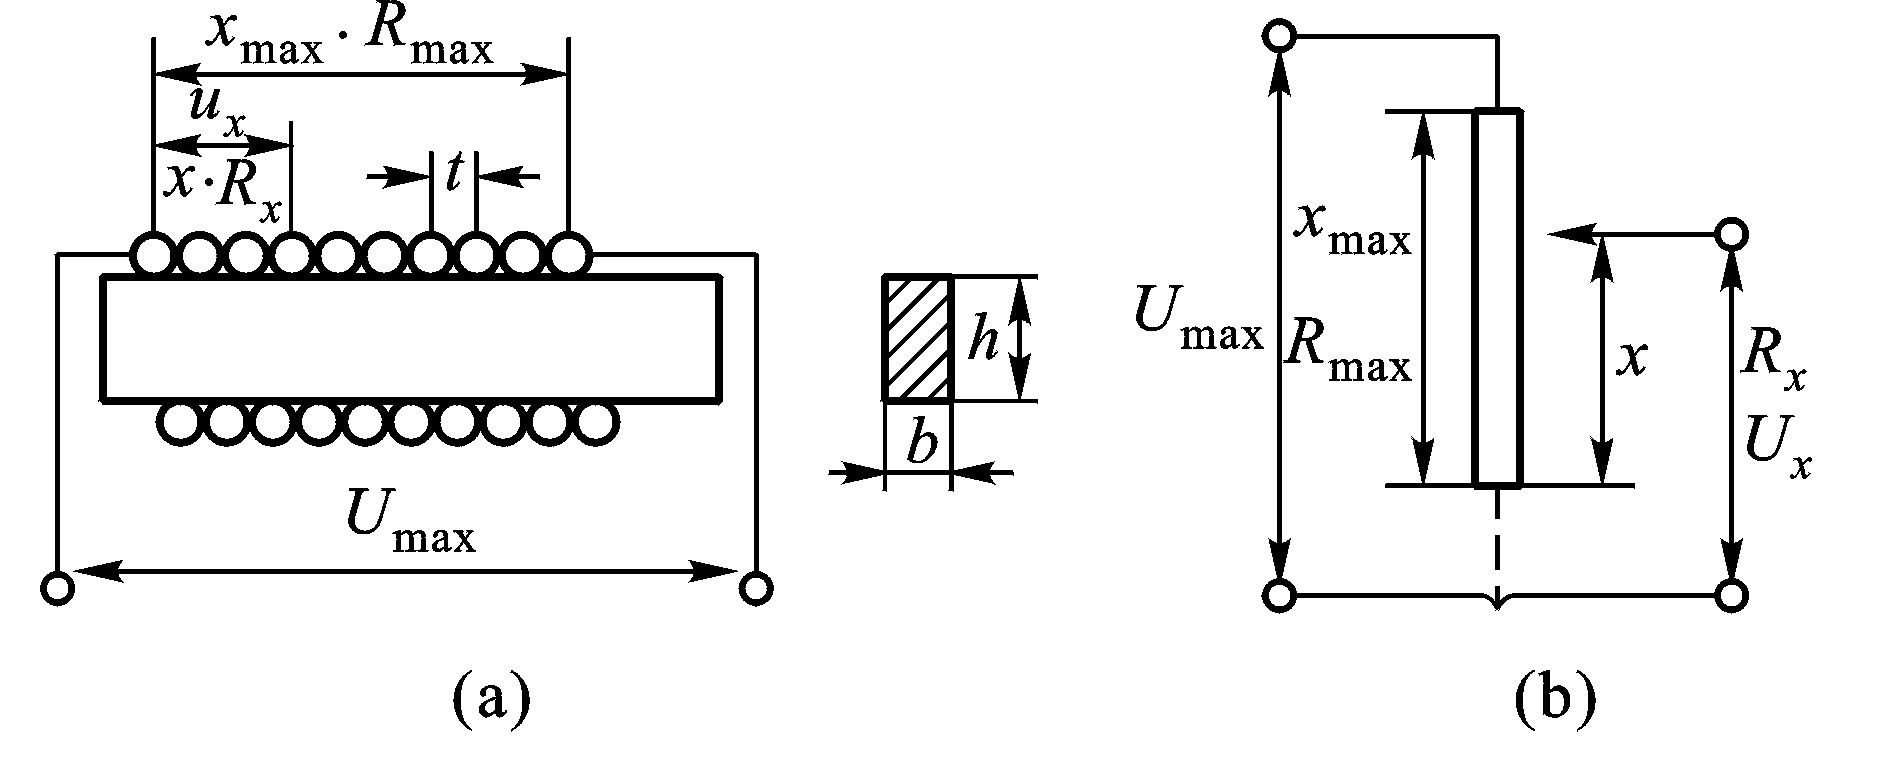 x_max · R_max
u_x
x·R_x
t
h
b
U_max
(a)
x_max
U_max
R_max
x
R_x
U_x
(b)